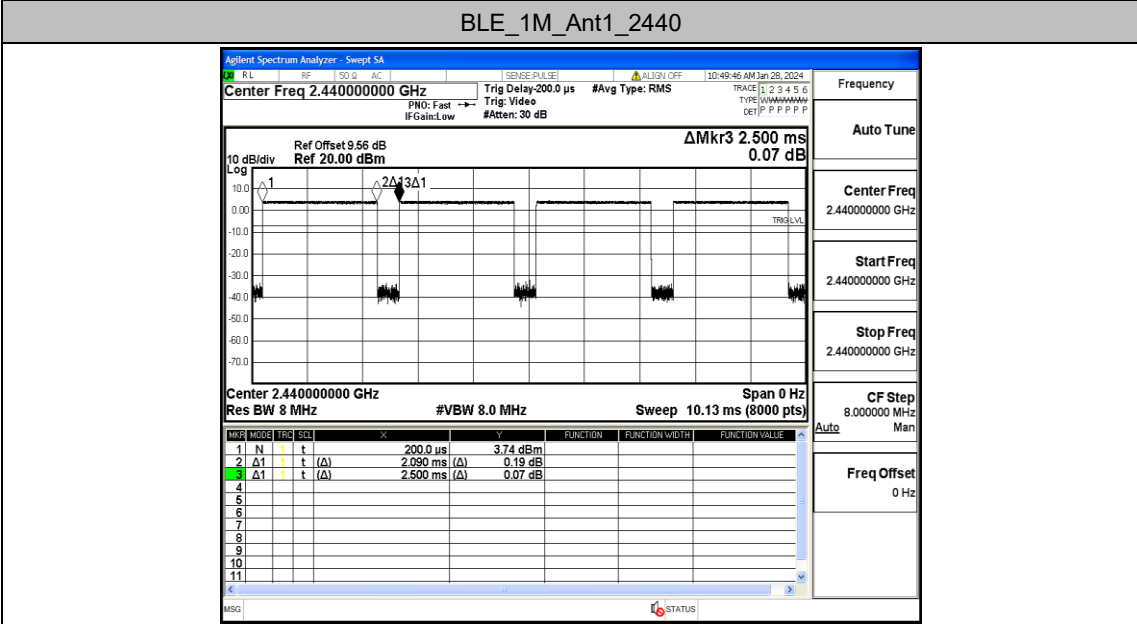 BLE_1M_Ant1_2440
Agilent Spectrum Analyzer - Swept SA
RL RF 50 Ω AC SENSE:PULSE ALIGN OFF 10:49:46 AM Jan 28, 2024
Center Freq 2.440000000 GHz
PNO: Fast
IFGain:Low
Trig Delay-200.0 µs
Trig: Video
#Atten: 30 dB
#Avg Type: RMS
TRACE 1 2 3 4 5 6
TYPE
DET P P P P P P
ΔMkr3 2.500 ms
0.07 dB
Ref Offset 9.56 dB
10 dB/div Ref 20.00 dBm
Log
10.0
0.00
-10.0
-20.0
-30.0
-40.0
-50.0
-60.0
-70.0
1
2Δ1
3Δ1
TRIG LVL
Center 2.440000000 GHz Span 0 Hz
Res BW 8 MHz #VBW 8.0 MHz Sweep 10.13 ms (8000 pts)
MKR MODE TRC SCL X Y FUNCTION FUNCTION WIDTH FUNCTION VALUE
1 N 1 t 200.0 µs 3.74 dBm
2 Δ1 1 t (Δ) 2.090 ms (Δ) 0.19 dB
3 Δ1 1 t (Δ) 2.500 ms (Δ) 0.07 dB
4
5
6
7
8
9
10
11
MSG STATUS
Frequency
Auto Tune
Center Freq
2.440000000 GHz
Start Freq
2.440000000 GHz
Stop Freq
2.440000000 GHz
CF Step
8.000000 MHz
Auto Man
Freq Offset
0 Hz